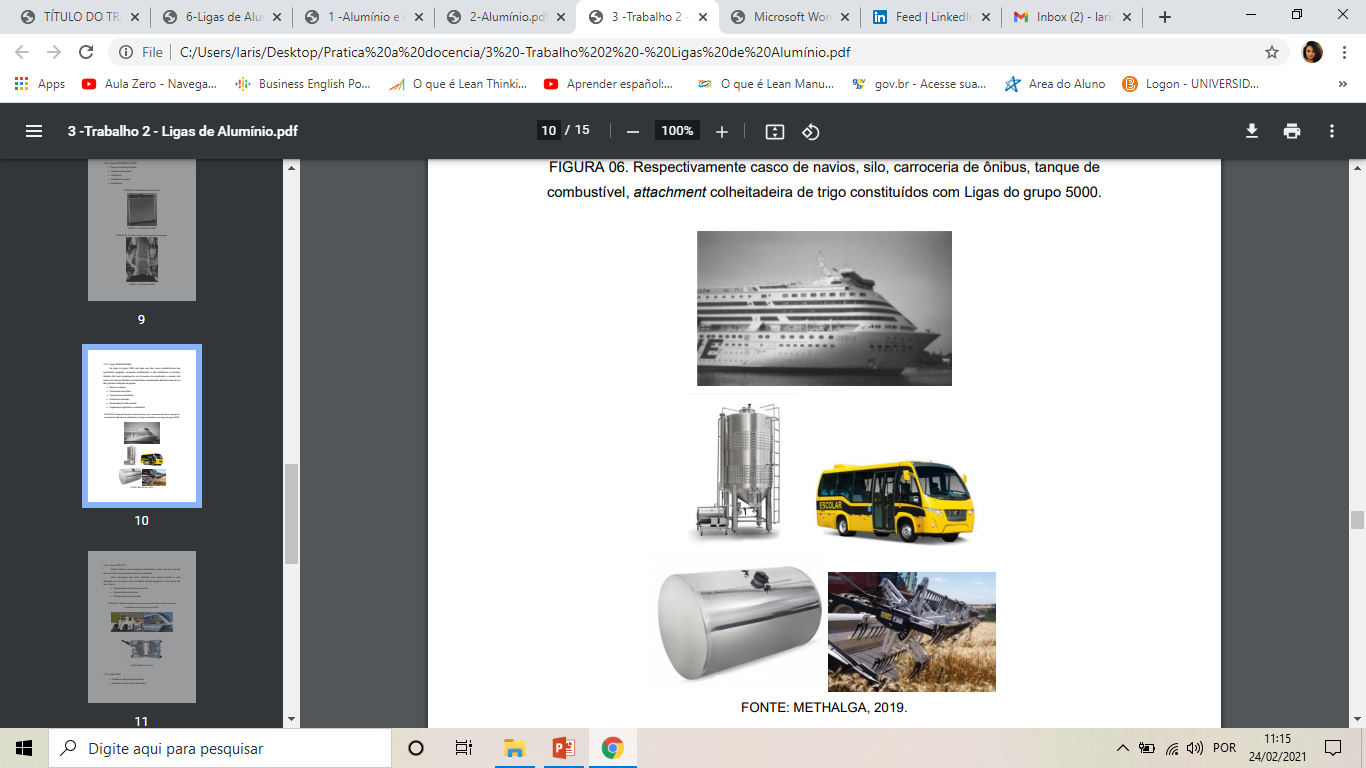 TÍTULO DO TRA
6-Ligas de Alu
1 -Alumínio e s
2-Alumínio.pdf
3 -Trabalho 2 -
Microsoft Wor
Feed | LinkedIn
Inbox (2) - laris
File
C:/Users/laris/Desktop/Pratica%20a%20docencia/3%20-Trabalho%202%20-%20Ligas%20de%20Alumínio.pdf
Apps
Aula Zero - Navega...
Business English Po...
O que é Lean Thinki...
Aprender español:...
O que é Lean Manu...
gov.br - Acesse sua...
Area do Aluno
Logon - UNIVERSID...
»
3 -Trabalho 2 - Ligas de Alumínio.pdf
10 / 15
100%
9
10
11
FIGURA 06. Respectivamente casco de navios, silo, carroceria de ônibus, tanque de
combustível, attachment colheitadeira de trigo constituídos com Ligas do grupo 5000.
ESCOLAR
FONTE: METHALGA, 2019.
Digite aqui para pesquisar
POR
11:15
24/02/2021